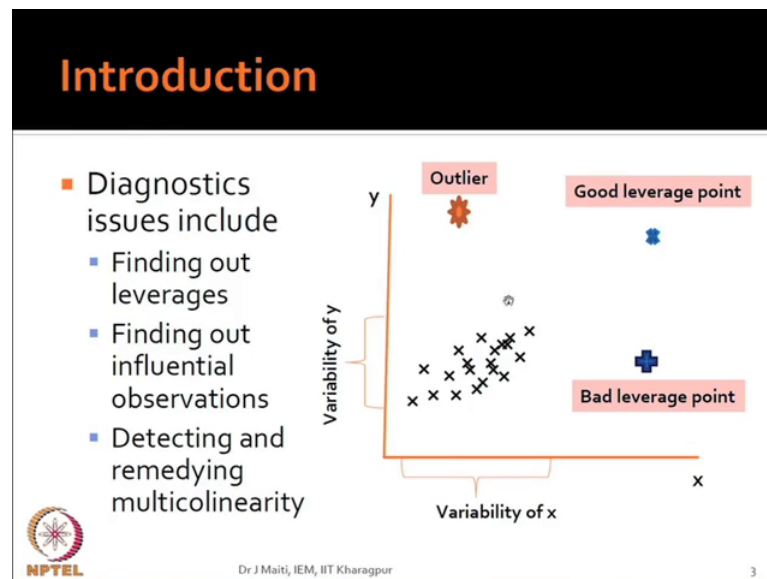 Introduction
Diagnostics
issues include
Finding out
leverages
Finding out
influential
observations
Detecting and
remedying
multicolinearity
Outlier
Good leverage point
y
Variability of y
Bad leverage point
x
Variability of x
NPTEL
Dr J Maiti, IEM, IIT Kharagpur
3